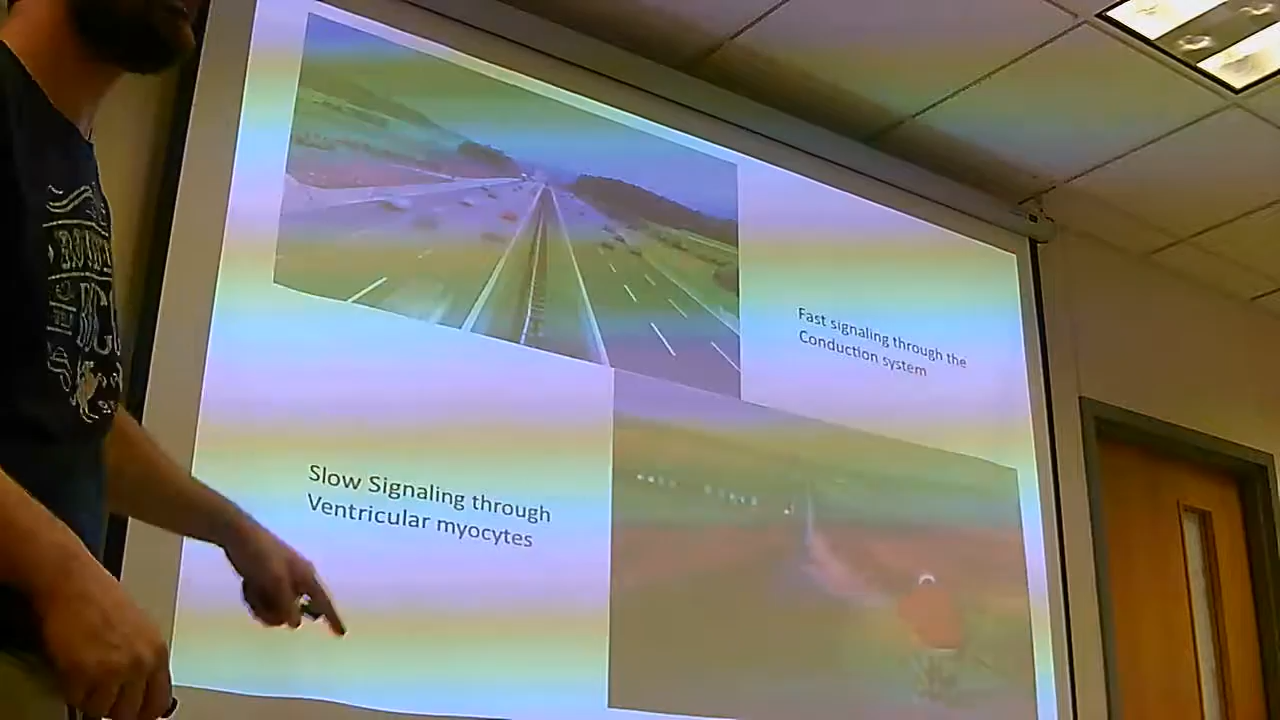 Fast signaling through the
Conduction system
Slow Signaling through
Ventricular myocytes